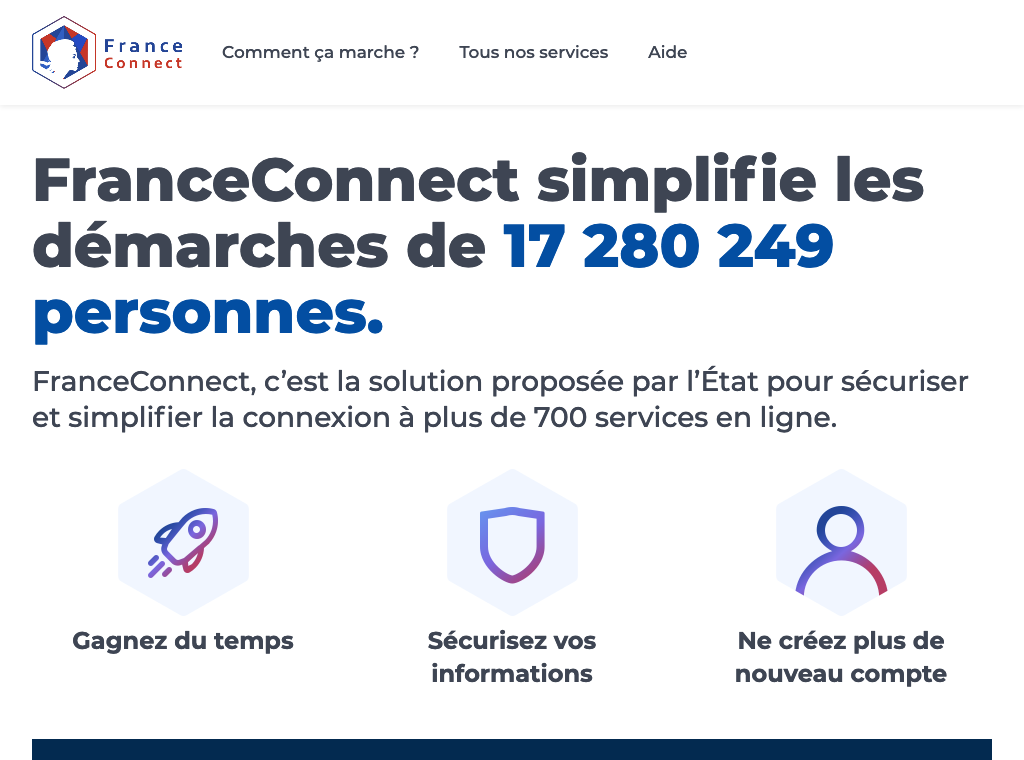 France
Connect
Comment ça marche ?
Tous nos services
Aide
FranceConnect simplifie les
démarches de 17 280 249
personnes.
FranceConnect, c’est la solution proposée par l’État pour sécuriser
et simplifier la connexion à plus de 700 services en ligne.
Gagnez du temps
Sécurisez vos
informations
Ne créez plus de
nouveau compte